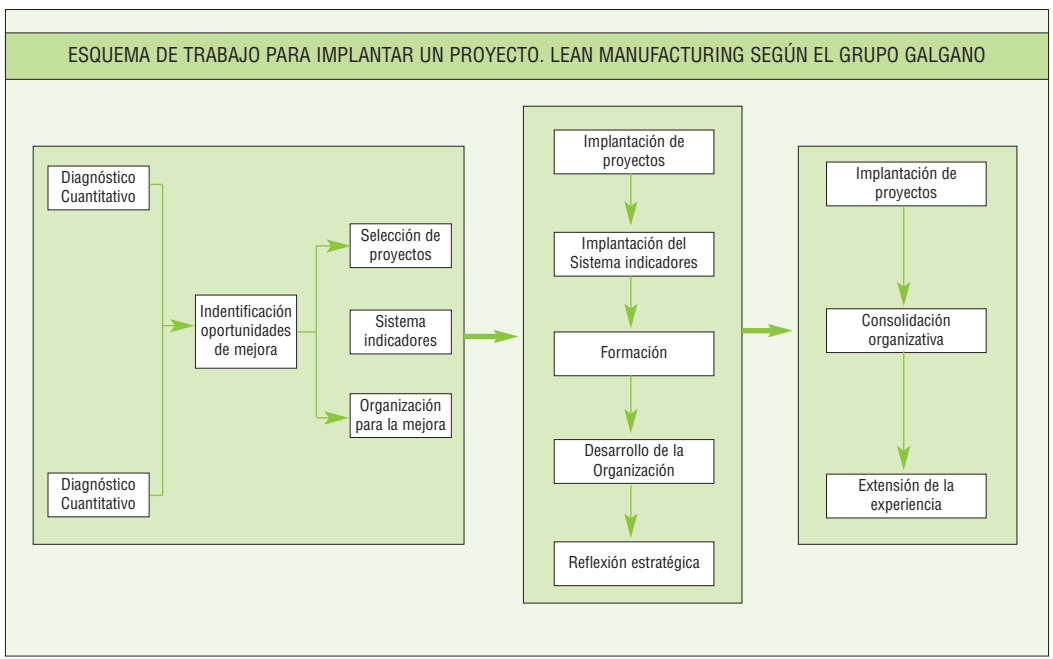 ESQUEMA DE TRABAJO PARA IMPLANTAR UN PROYECTO. LEAN MANUFACTURING SEGÚN EL GRUPO GALGANO
Diagnóstico
Cuantitativo
Diagnóstico
Cuantitativo
Indentificación
oportunidades
de mejora
Selección de
proyectos
Sistema
indicadores
Organización
para la mejora
Implantación de
proyectos
Implantación del
Sistema indicadores
Formación
Desarrollo de la
Organización
Reflexión estratégica
Implantación de
proyectos
Consolidación
organizativa
Extensión de la
experiencia